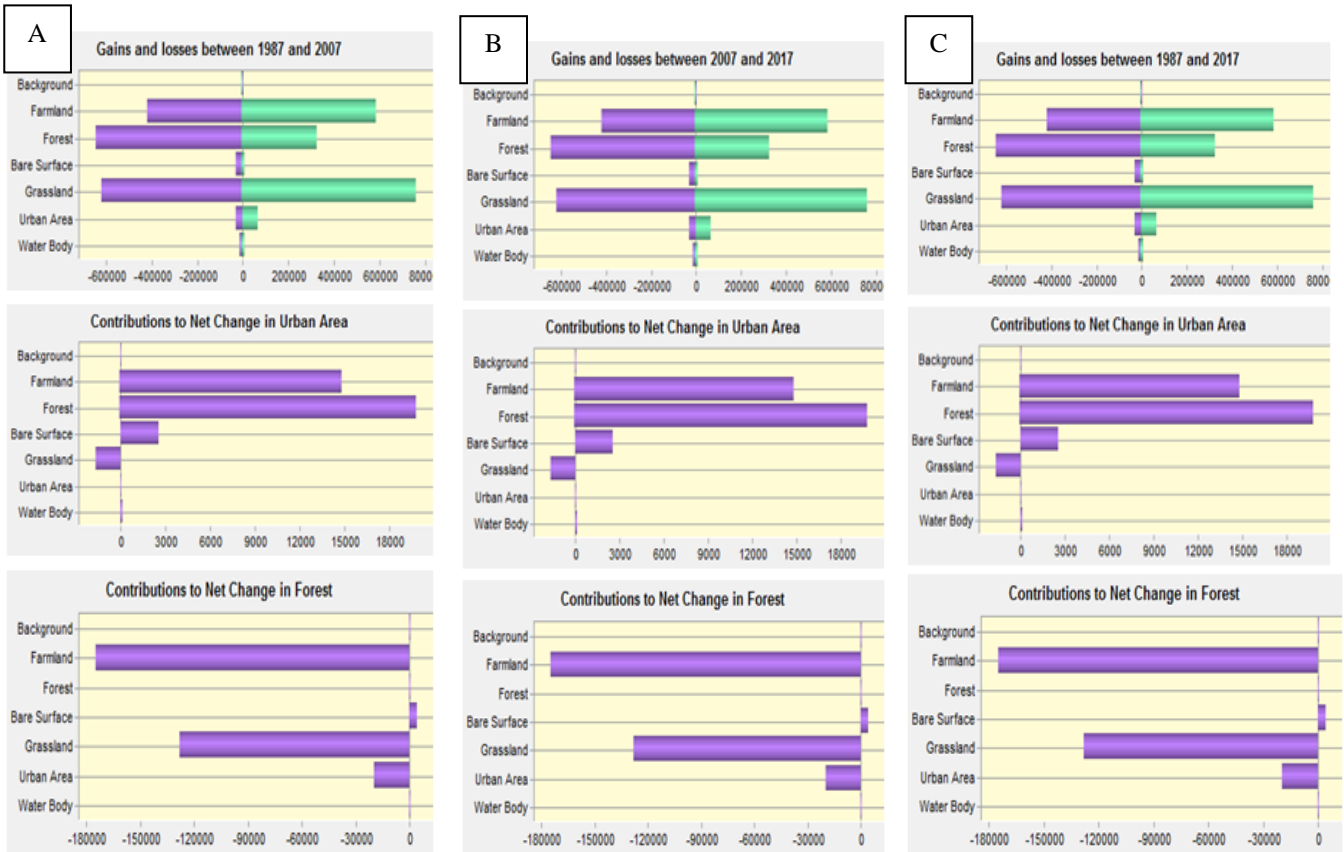 A
Gains and losses between 1987 and 2007
Background
Farmland
Forest
Bare Surface
Grassland
Urban Area
Water Body
-600000 -400000 -200000 0 200000 400000 600000 8000
Contributions to Net Change in Urban Area
Background
Farmland
Forest
Bare Surface
Grassland
Urban Area
Water Body
0 3000 6000 9000 12000 15000 18000
Contributions to Net Change in Forest
Background
Farmland
Forest
Bare Surface
Grassland
Urban Area
Water Body
-180000 -150000 -120000 -90000 -60000 -30000 0
B
Gains and losses between 2007 and 2017
Background
Farmland
Forest
Bare Surface
Grassland
Urban Area
Water Body
-600000 -400000 -200000 0 200000 400000 600000 8000
Contributions to Net Change in Urban Area
Background
Farmland
Forest
Bare Surface
Grassland
Urban Area
Water Body
0 3000 6000 9000 12000 15000 18000
Contributions to Net Change in Forest
Background
Farmland
Forest
Bare Surface
Grassland
Urban Area
Water Body
-180000 -150000 -120000 -90000 -60000 -30000 0
C
Gains and losses between 1987 and 2017
Background
Farmland
Forest
Bare Surface
Grassland
Urban Area
Water Body
-600000 -400000 -200000 0 200000 400000 600000 8000
Contributions to Net Change in Urban Area
Background
Farmland
Forest
Bare Surface
Grassland
Urban Area
Water Body
0 3000 6000 9000 12000 15000 18000
Contributions to Net Change in Forest
Background
Farmland
Forest
Bare Surface
Grassland
Urban Area
Water Body
-180000 -150000 -120000 -90000 -60000 -30000 0